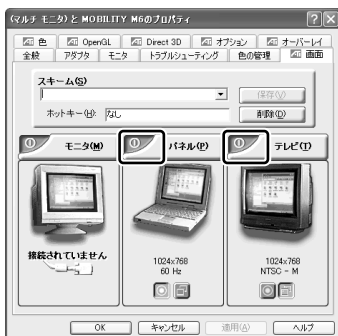 (マルチ モニタ) と MOBILITY M6のプロパティ
色 OpenGL Direct 3D オプション オーバーレイ
全般 アダプタ モニタ トラブルシューティング 色の管理 画面
スキーム(S)
保存(V)
ホットキー(H): なし 削除(D)
モニタ(M) パネル(P) テレビ(T)
接続されていません
1024x768 1024x768
60 Hz NTSC - M
OK キャンセル 適用(A) ヘルプ